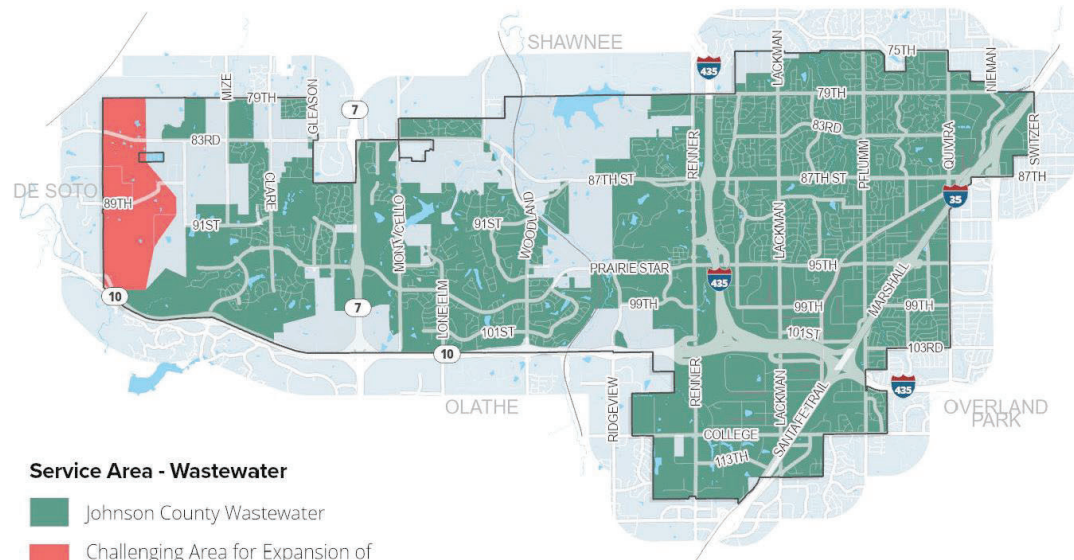 SHAWNEE
75TH
LACKMAN
NIEMAN
435
MIZE
79TH
GLEASON
7
79TH
83RD
83RD
PFLUMM
QUIVIRA
SWITZER
RENNER
87TH ST
87TH ST
87TH
DE SOTO
89TH
CLARE
91ST
MONTICELLO
91ST
WOODLAND
LACKMAN
35
PRAIRIE STAR
95TH
435
MARSHALL
10
7
LONE ELM
99TH
99TH
99TH
101ST
101ST
10
103RD
RENNER
LACKMAN
435
OLATHE
RIDGEVIEW
SANTA FE TRAIL
OVERLAND
PARK
COLLEGE
113TH
Service Area - Wastewater
Johnson County Wastewater
Challenging Area for Expansion of